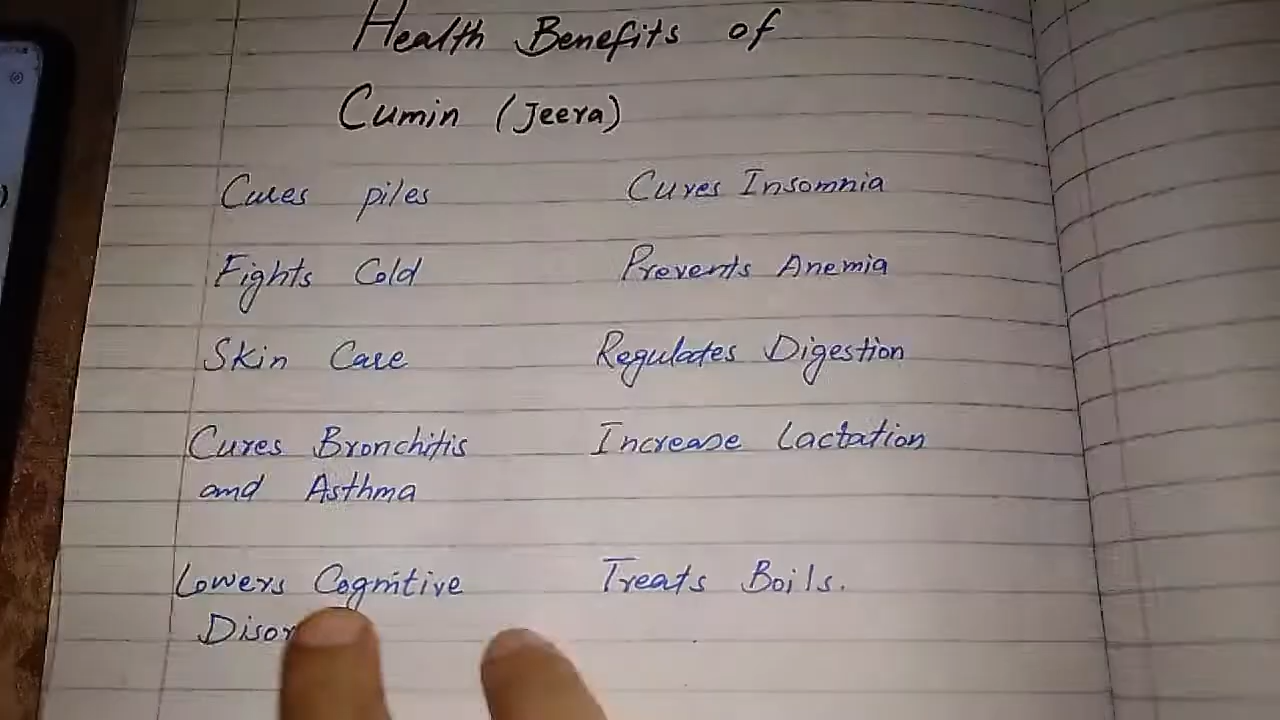 Health Benefits of
Cumin (Jeera)
Cures piles
Cures Insomnia
Fights Cold
Prevents Anemia
Skin Care
Regulates Digestion
Cures Bronchitis
and Asthma
Increase Lactation
Lowers Cognitive
Treats Boils.